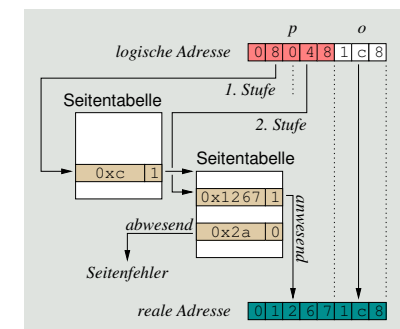 p o
logische Adresse 0 8 0 4 8 1 c 8
1. Stufe
Seitentabelle
2. Stufe
Seitentabelle
0xc 1
0x1267 1
abwesend
0x2a 0
anwesend
Seitenfehler
reale Adresse 0 1 2 6 7 1 c 8